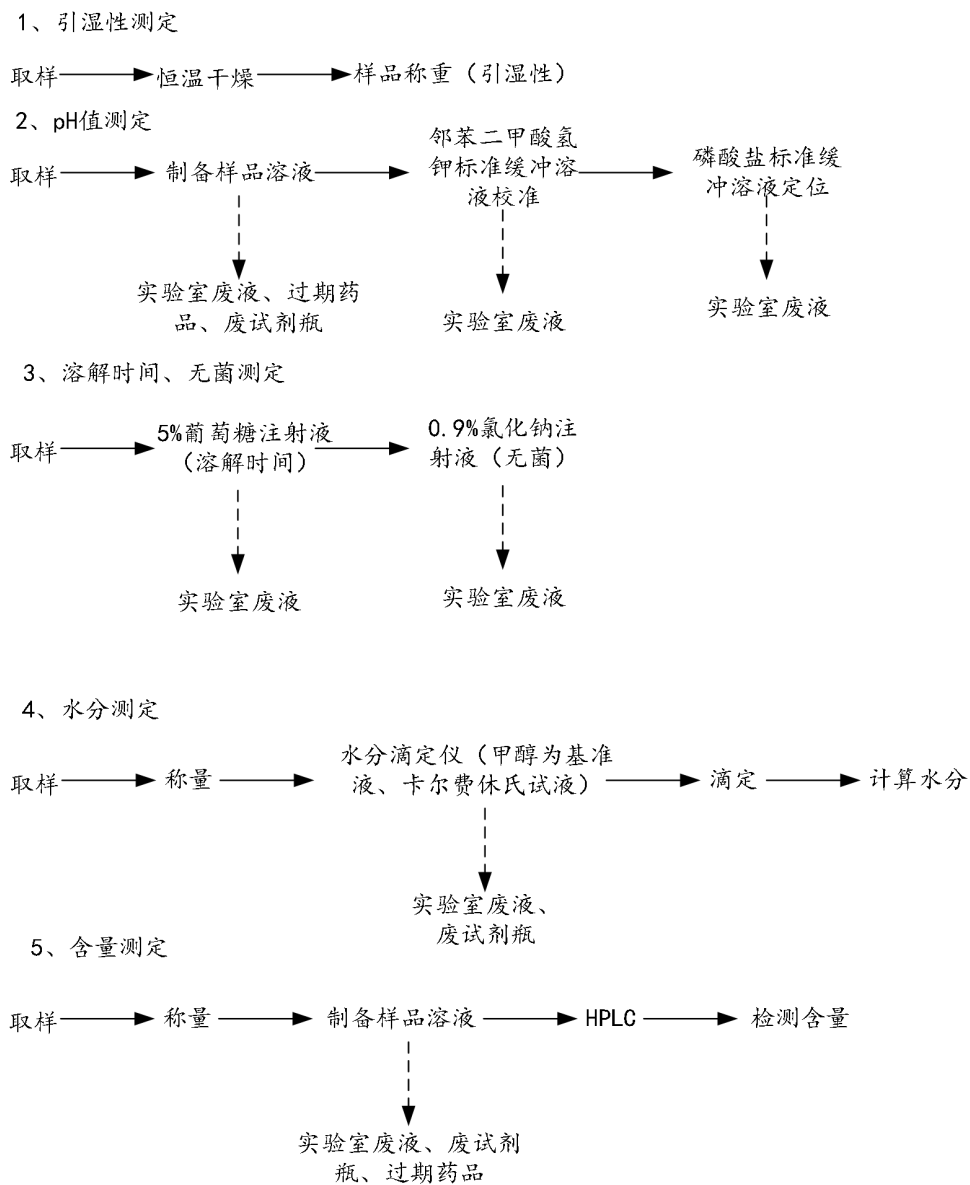 1、引湿性测定
取样 恒温干燥 样品称重（引湿性）
2、pH值测定
取样 制备样品溶液
邻苯二甲酸氢
钾标准缓冲溶
液校准
磷酸盐标准缓
冲溶液定位
实验室废液、过期药
品、废试剂瓶
实验室废液
实验室废液
3、溶解时间、无菌测定
取样
5%葡萄糖注射液
（溶解时间）
0.9%氯化钠注
射液（无菌）
实验室废液
实验室废液
4、水分测定
取样 称量
水分滴定仪（甲醇为基准
液、卡尔费休氏试液）
滴定 计算水分
实验室废液、
废试剂瓶
5、含量测定
取样 称量 制备样品溶液 HPLC 检测含量
实验室废液、废试剂
瓶、过期药品